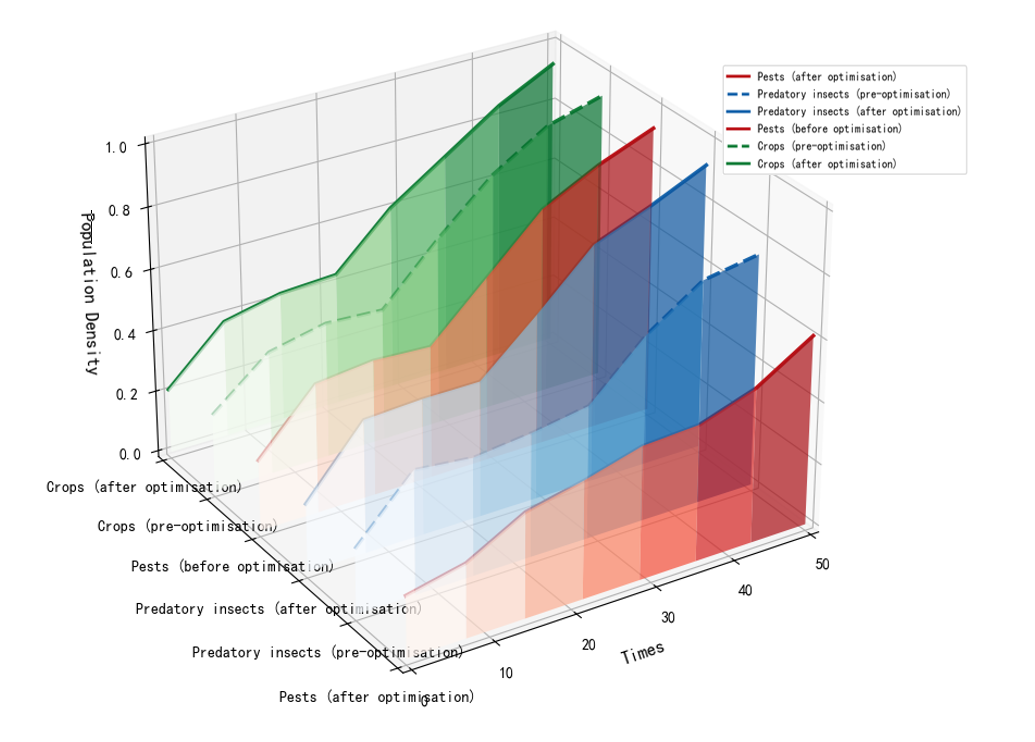 Pests (after optimisation)
Predatory insects (pre-optimisation)
Predatory insects (after optimisation)
Pests (before optimisation)
Crops (pre-optimisation)
Crops (after optimisation)
Population Density
1.0
0.8
0.6
0.4
0.2
0.0
Crops (after optimisation)
Crops (pre-optimisation)
Pests (before optimisation)
Predatory insects (after optimisation)
Predatory insects (pre-optimisation)
Pests (after optimisation)
0
10
20
30
40
50
Times